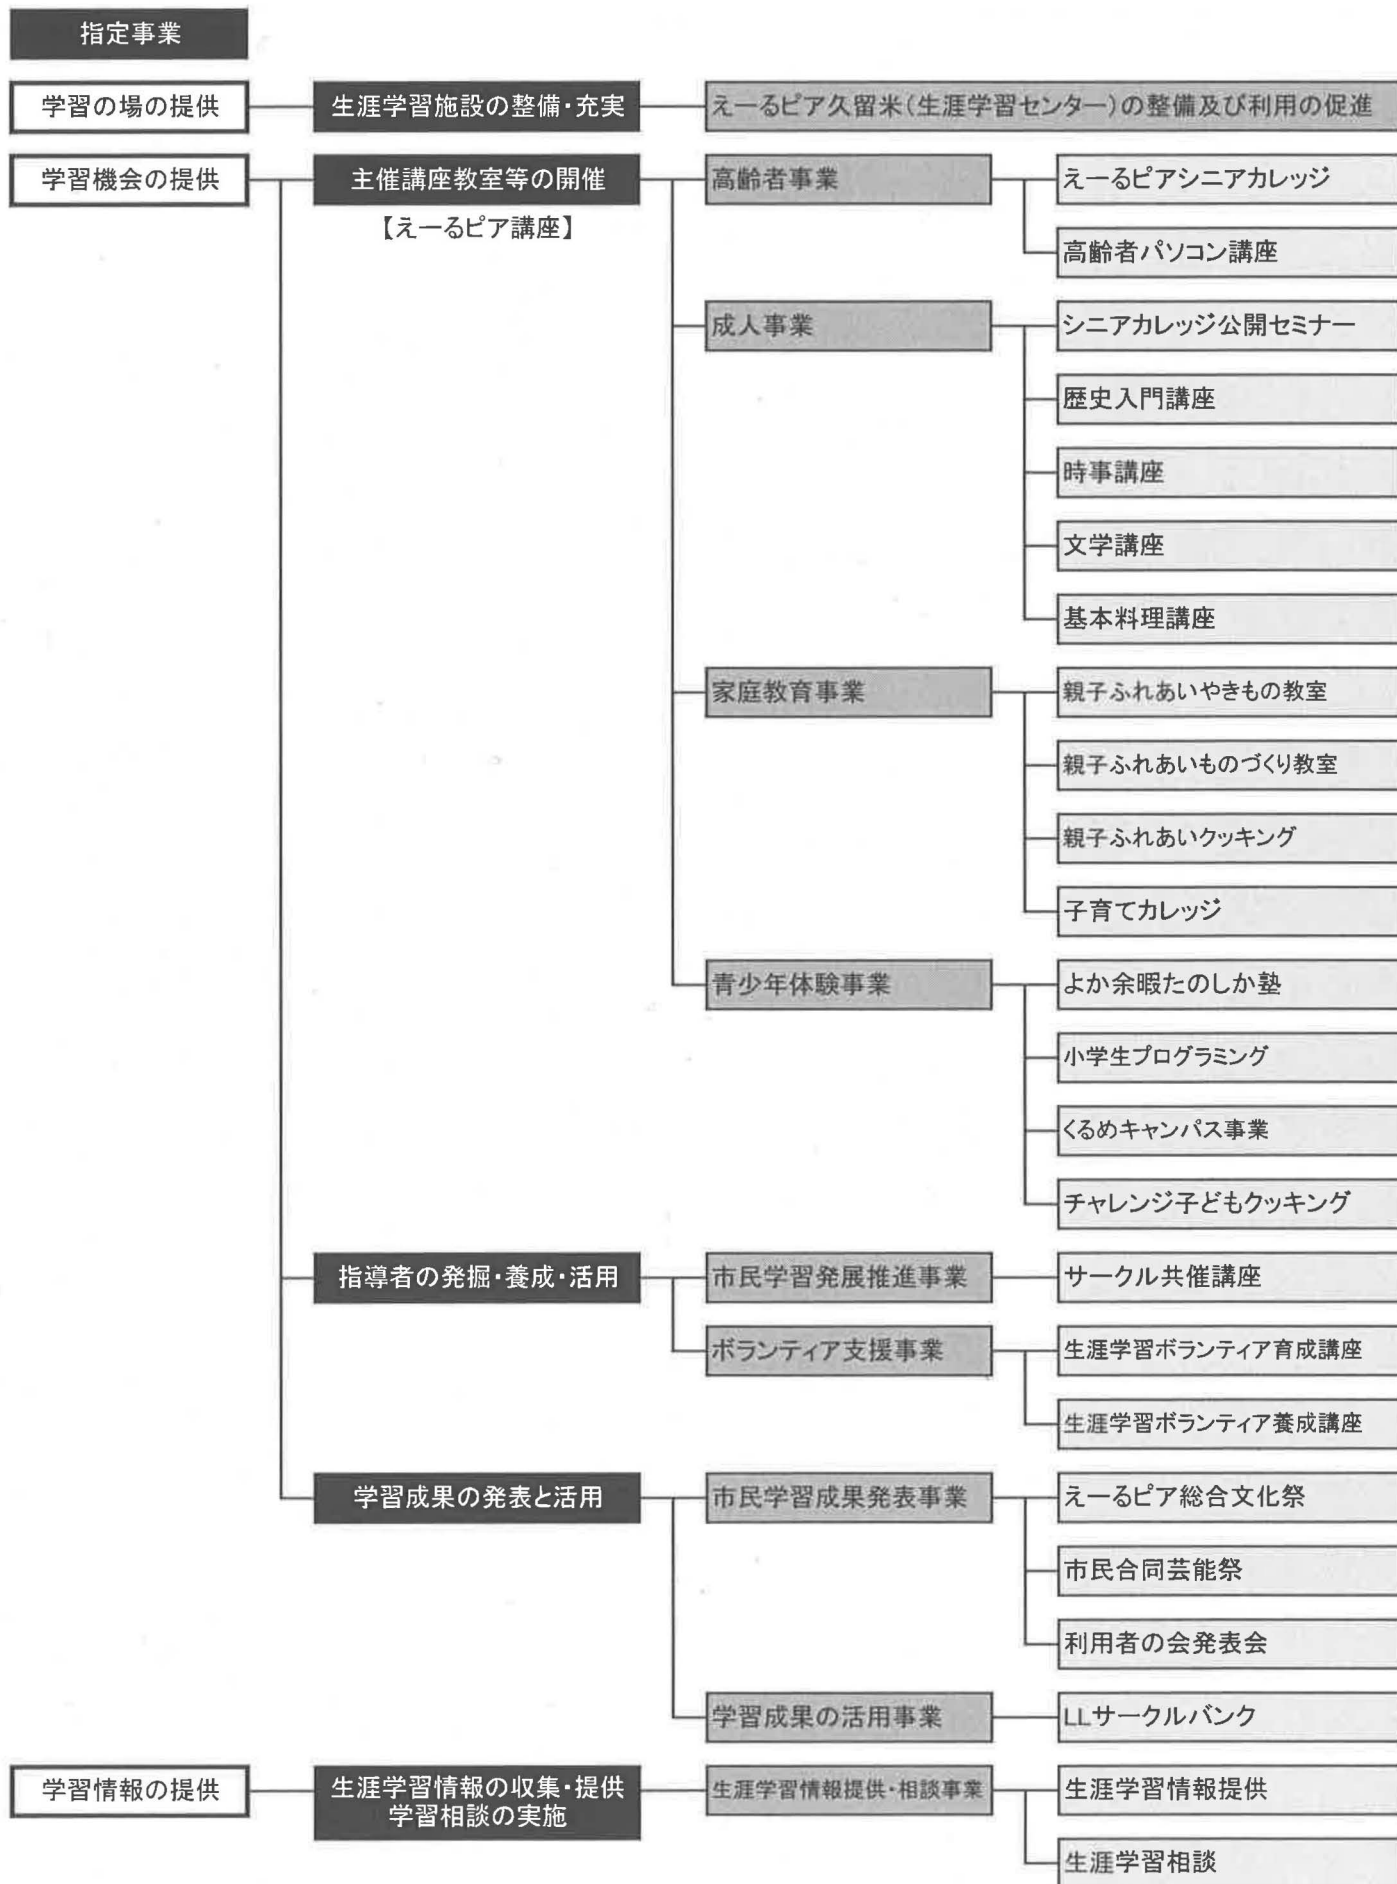 指定事業
学習の場の提供
生涯学習施設の整備・充実
えーるピア久留米(生涯学習センター)の整備及び利用の促進
学習機会の提供
主催講座教室等の開催
【えーるピア講座】
高齢者事業
えーるピアシニアカレッジ
高齢者パソコン講座
成人事業
シニアカレッジ公開セミナー
歴史入門講座
時事講座
文学講座
基本料理講座
家庭教育事業
親子ふれあいやきもの教室
親子ふれあいものづくり教室
親子ふれあいクッキング
子育てカレッジ
青少年体験事業
よか余暇たのしか塾
小学生プログラミング
くるめキャンパス事業
チャレンジ子どもクッキング
指導者の発掘・養成・活用
市民学習発展推進事業
サークル共催講座
ボランティア支援事業
生涯学習ボランティア育成講座
生涯学習ボランティア養成講座
学習成果の発表と活用
市民学習成果発表事業
えーるピア総合文化祭
市民合同芸能祭
利用者の会発表会
学習成果の活用事業
LLサークルバンク
学習情報の提供
生涯学習情報の収集・提供
学習相談の実施
生涯学習情報提供・相談事業
生涯学習情報提供
生涯学習相談